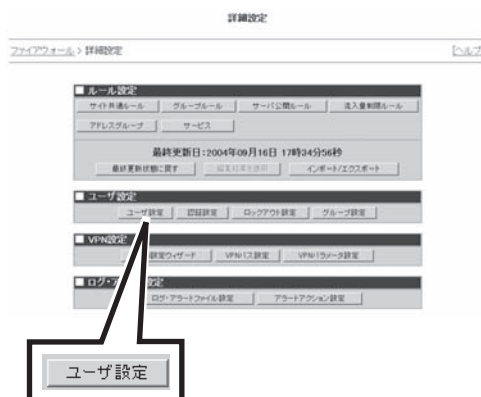 詳細設定
ファイアウォール > 詳細設定 [ヘルプ
■ ルール設定
サイト共通ルール グループルール サーバ公開ルール 流入量制限ルール
アドレスグループ サービス
最終更新日:2004年09月16日 17時34分56秒
最終更新状態に戻す 編集結果を適用 インポート/エクスポート
■ ユーザ設定
ユーザ設定 認証設定 ロックアウト設定 グループ設定
■ VPN設定
設定ウィザード VPNパス設定 VPNパラメータ設定
■ ログ・ア
ログ・アラートファイル設定 アラートアクション設定
ユーザ設定